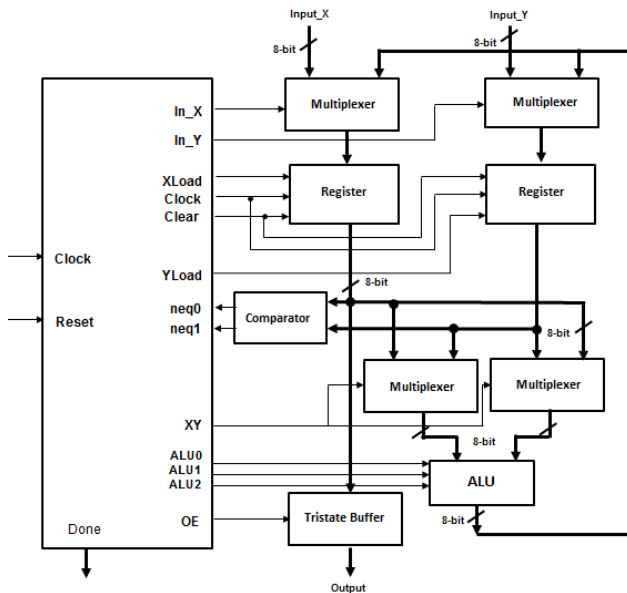 Input_X
Input_Y
8-bit
8-bit
Multiplexer
Multiplexer
In_X
In_Y
XLoad
Clock
Clear
Register
Register
Clock
YLoad
8-bit
neq0
neq1
Comparator
Reset
8-bit
Multiplexer
Multiplexer
XY
8-bit
ALU0
ALU1
ALU2
ALU
OE
Tristate Buffer
8-bit
Done
Output